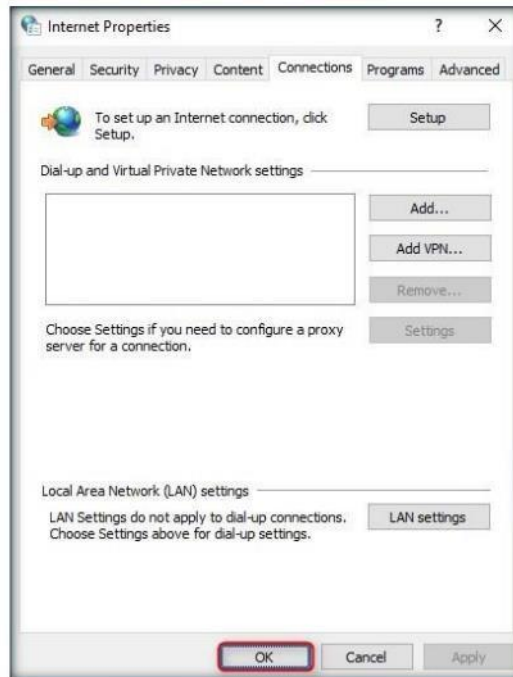 Internet Properties ? X
General Security Privacy Content Connections Programs Advanced
To set up an Internet connection, click
Setup.
Setup
Dial-up and Virtual Private Network settings
Add...
Add VPN...
Remove...
Choose Settings if you need to configure a proxy
server for a connection.
Settings
Local Area Network (LAN) settings
LAN Settings do not apply to dial-up connections.
Choose Settings above for dial-up settings.
LAN settings
OK Cancel Apply